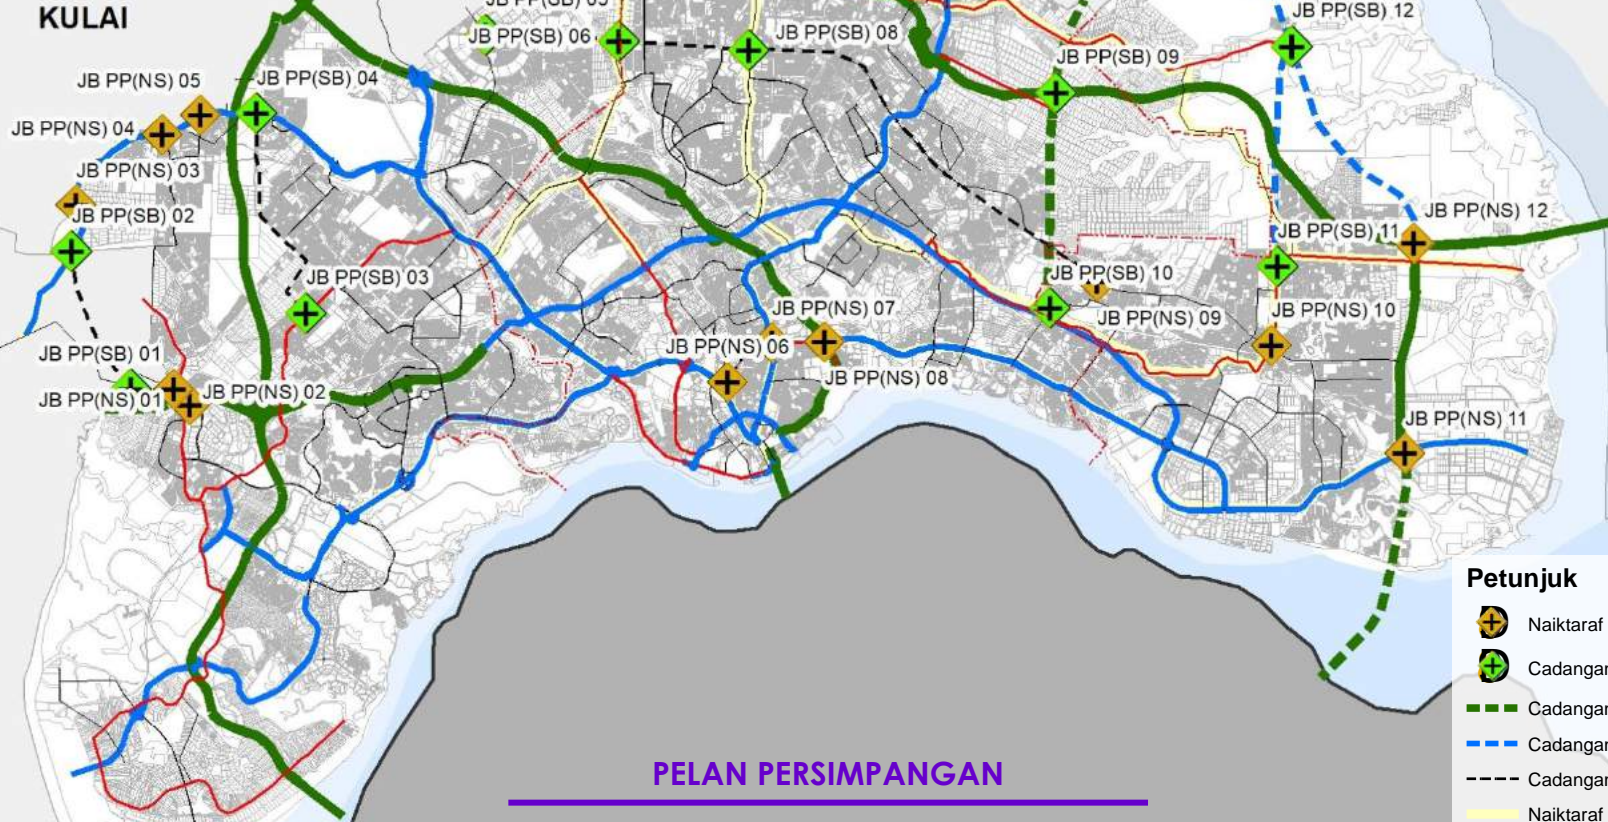 JB PP(SB) 05
JB PP(SB) 12
KULAI
JB PP(SB) 06
JB PP(SB) 08
JB PP(SB) 09
JB PP(NS) 05
JB PP(SB) 04
JB PP(NS) 04
JB PP(NS) 03
JB PP(SB) 02
JB PP(NS) 12
JB PP(SB) 11
JB PP(SB) 03
JB PP(SB) 10
JB PP(NS) 07
JB PP(NS) 09
JB PP(NS) 10
JB PP(SB) 01
JB PP(NS) 06
JB PP(NS) 08
JB PP(NS) 01
JB PP(NS) 02
JB PP(NS) 11
Petunjuk
Naiktaraf
Cadangan
Cadangan
Cadangan
Cadangan
Naiktaraf
PELAN PERSIMPANGAN